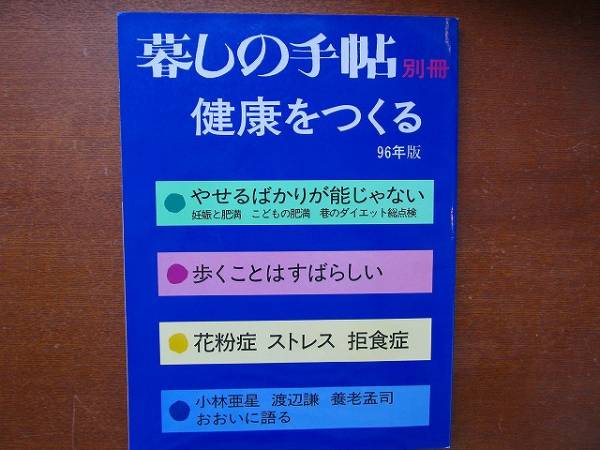 暮しの手帖 別冊
健康をつくる
96年版
やせるばかりが能じゃない
妊娠と肥満 こどもの肥満 巷のダイエット総点検
歩くことはすばらしい
花粉症 ストレス 拒食症
小林亜星 渡辺謙 養老孟司
おおいに語る